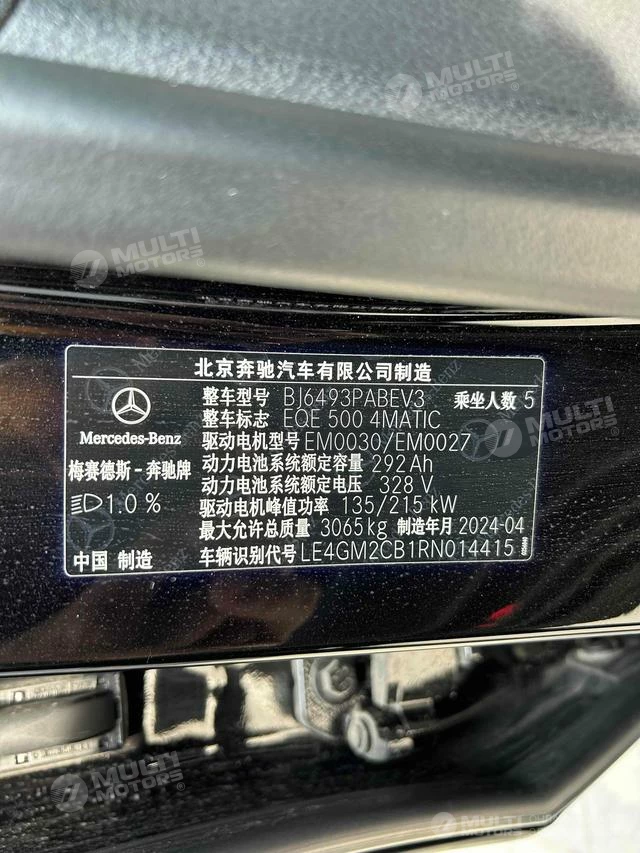 MULTI
MOTORS
MULTI
MOTORS
北京奔驰汽车有限公司制造
整车型号 BJ6493PABEV3 乘坐人数 5
整车标志 EQE 500 4MATIC
Mercedes-Benz
驱动电机型号 EM0030/EM0027
动力电池系统额定容量 292Ah
梅赛德斯-奔驰牌
动力电池系统额定电压 328 V
1.0 %
驱动电机峰值功率 135/215 kW
最大允许总质量 3065kg 制造年月 2024-04
中国 制造
车辆识别代号 LE4GM2CB1RN014415
MULTI
MOTORS
MULTI
MOTORS
MULTI
MOTORS